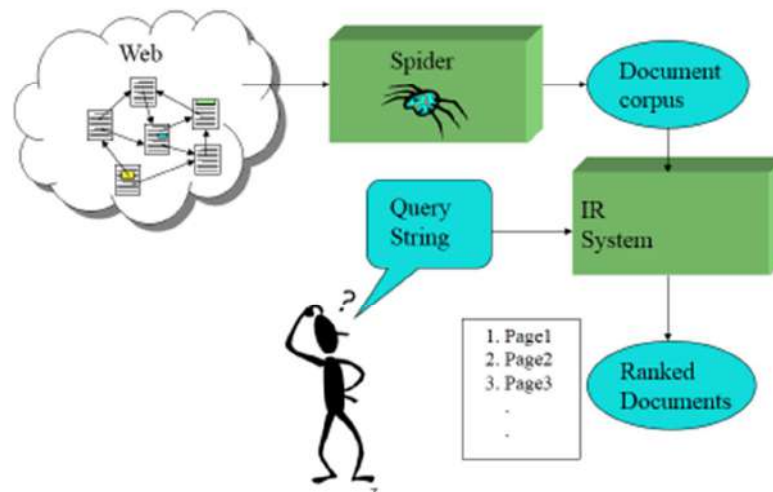 Web
Spider
Document
corpus
Query
String
IR
System
?
1. Page1
2. Page2
3. Page3
.
.
Ranked
Documents